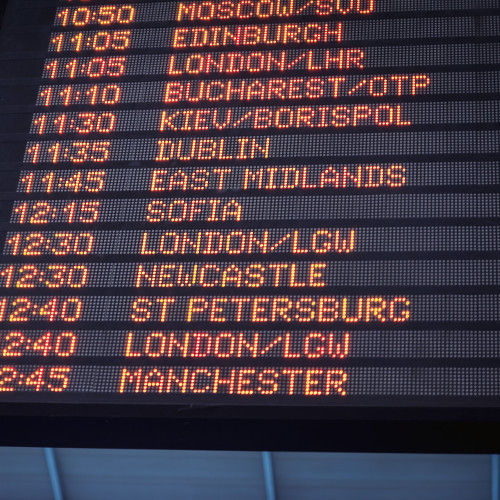 10:50 MOSCOW/SVO
11:05 EDINBURGH
11:05 LONDON/LHR
11:10 BUCHAREST/OTP
11:30 KIEV/BORISPOL
11:35 DUBLIN
11:45 EAST MIDLANDS
12:15 SOFIA
12:30 LONDON/LGW
12:30 NEWCASTLE
12:40 ST PETERSBURG
2:40 LONDON/LGW
2:45 MANCHESTER